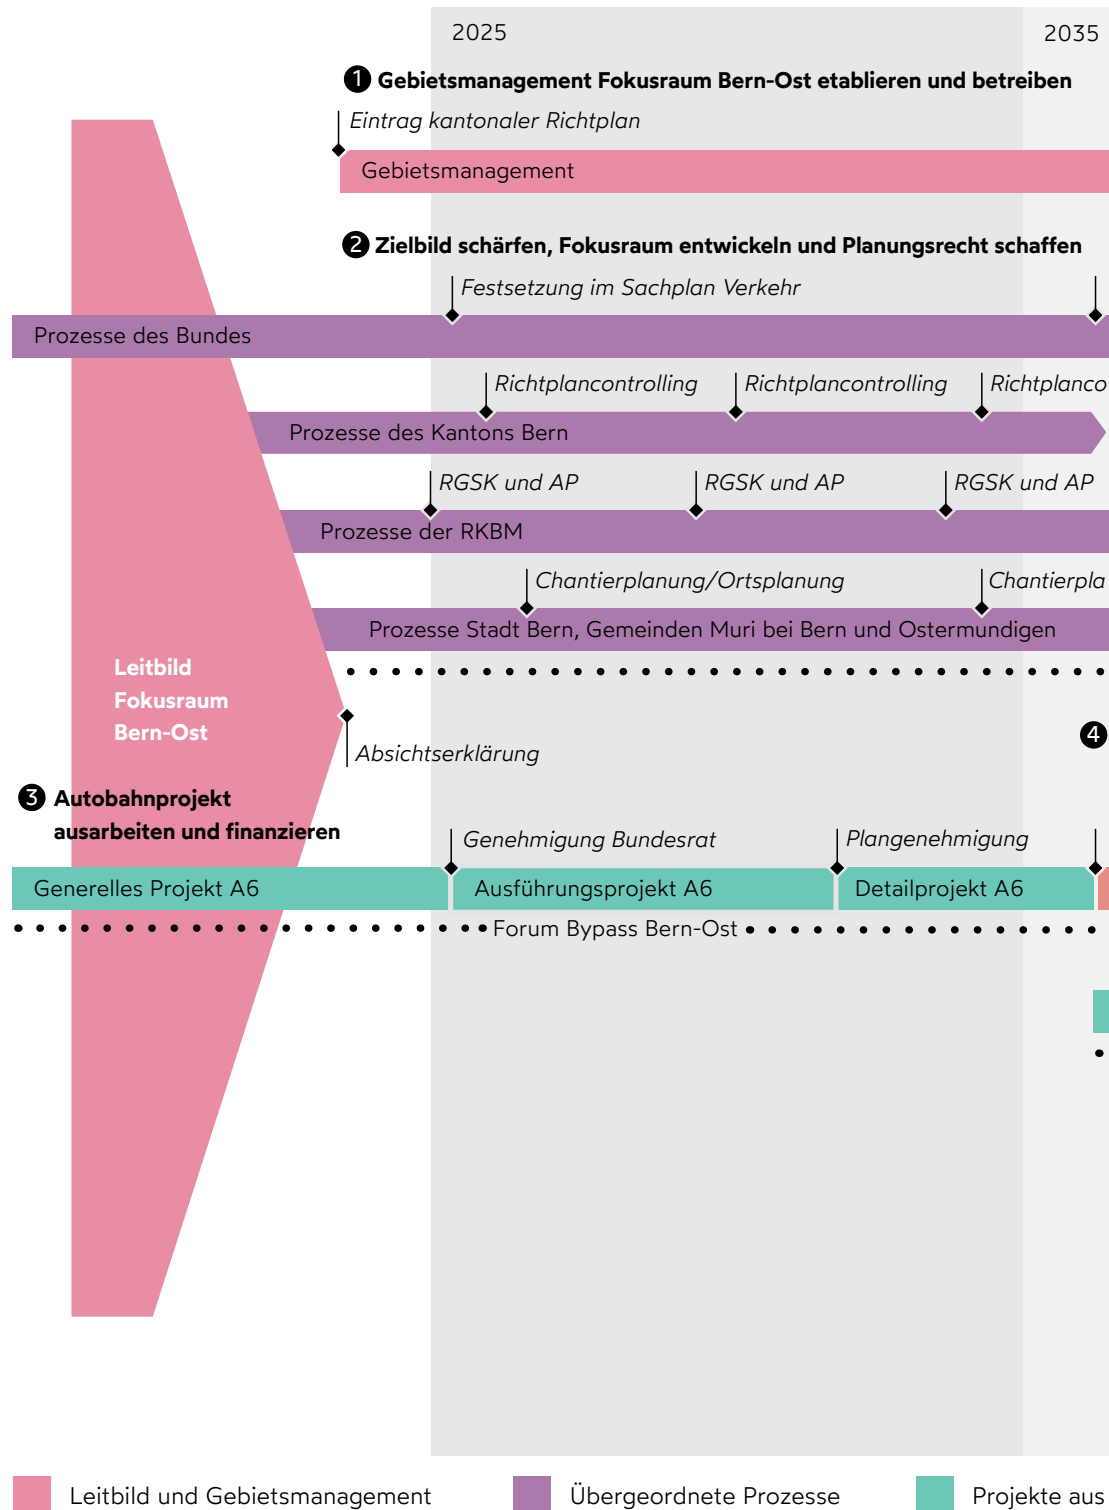 2025
2035
1 Gebietsmanagement Fokusraum Bern-Ost etablieren und betreiben
Eintrag kantonaler Richtplan
Gebietsmanagement
2 Zielbild schärfen, Fokusraum entwickeln und Planungsrecht schaffen
Festsetzung im Sachplan Verkehr
Prozesse des Bundes
Richtplancontrolling
Richtplancontrolling
Richtplanco
Prozesse des Kantons Bern
RGSK und AP
RGSK und AP
RGSK und AP
Prozesse der RKBM
Chantierplanung/Ortsplanung
Chantierpla
Prozesse Stadt Bern, Gemeinden Muri bei Bern und Ostermundigen
Leitbild
Fokusraum
Bern-Ost
4
Absichtserklärung
3 Autobahnprojekt
ausarbeiten und finanzieren
Genehmigung Bundesrat
Plangenehmigung
Generelles Projekt A6
Ausführungsprojekt A6
Detailprojekt A6
Forum Bypass Bern-Ost
Leitbild und Gebietsmanagement
Übergeordnete Prozesse
Projekte aus